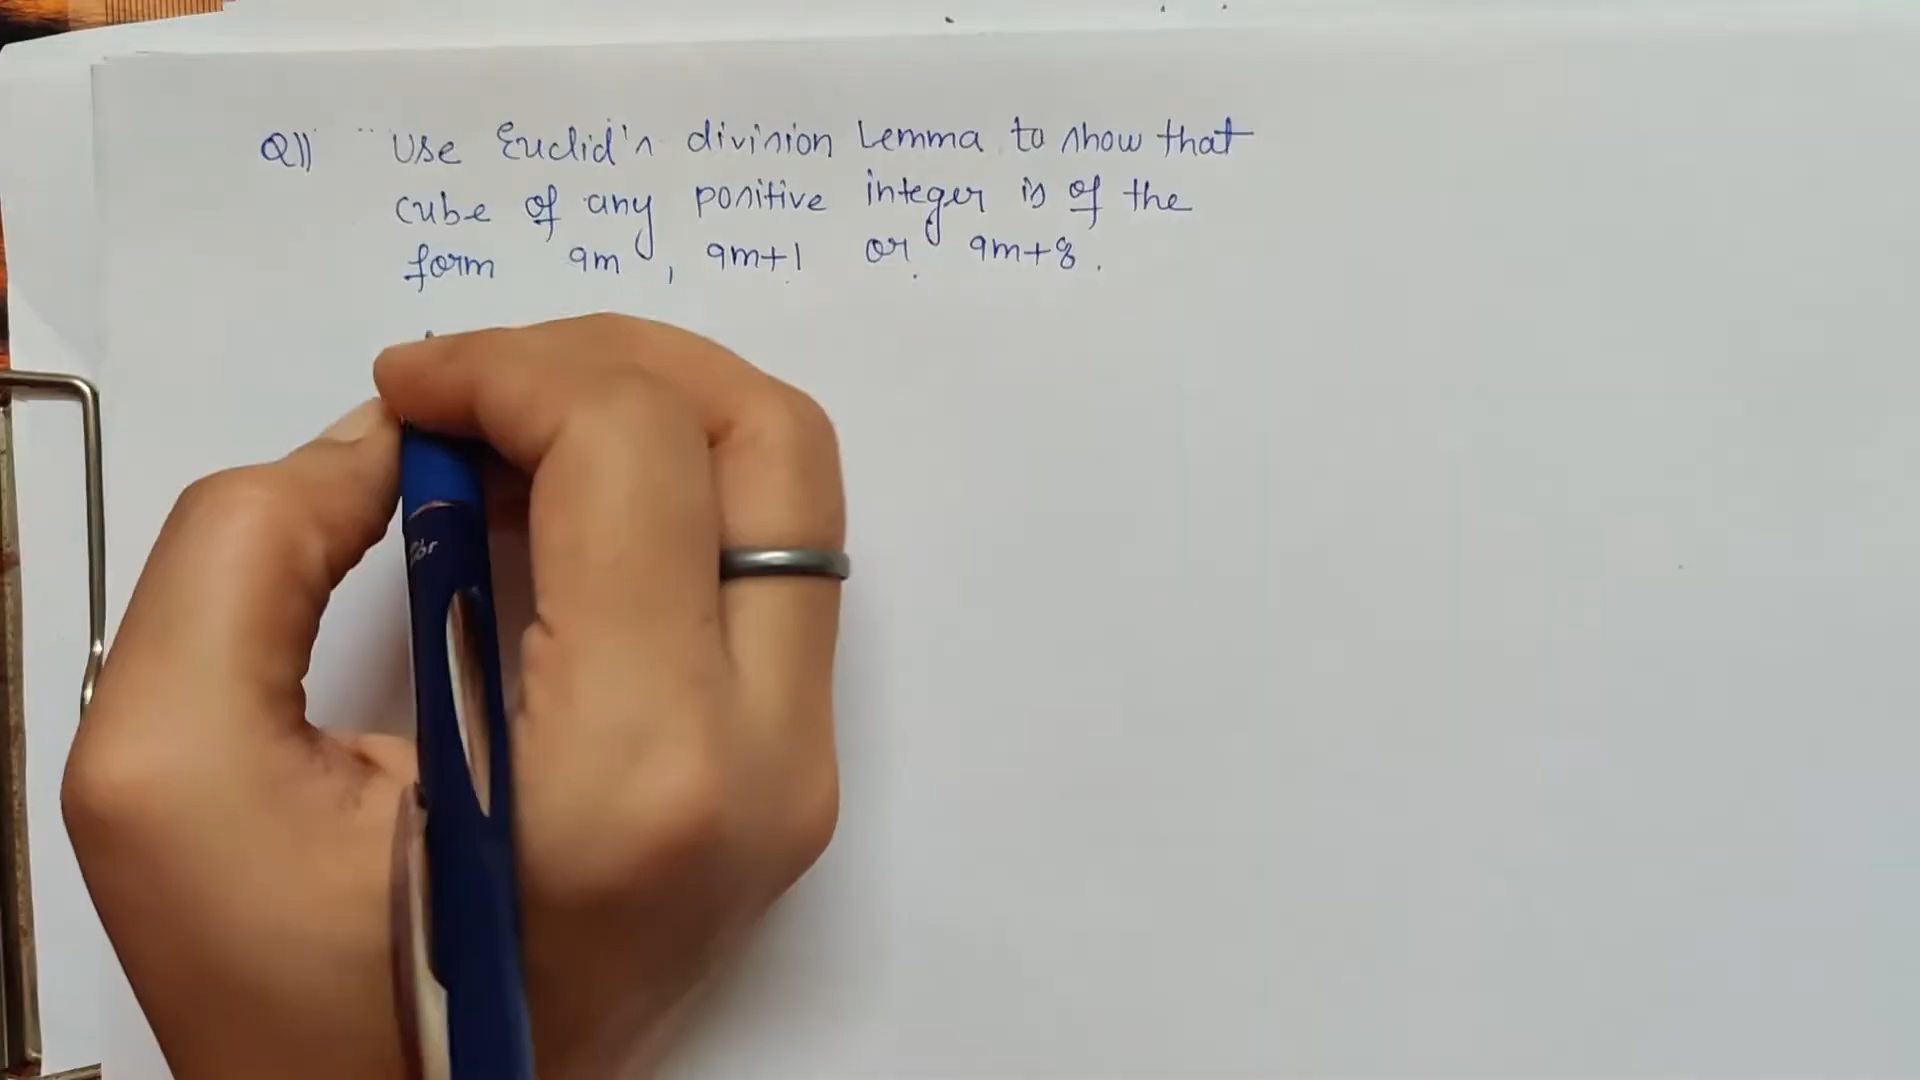 Q1) Use Euclid's division Lemma to show that
cube of any positive integer is of the
form 9m, 9m+1 or 9m+8.